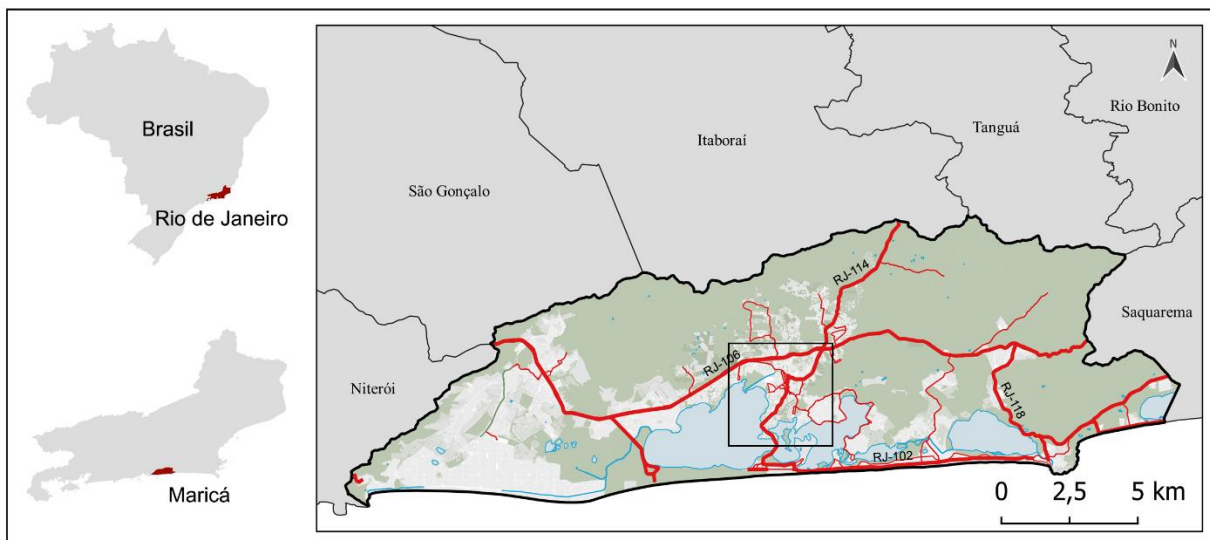 Brasil
Rio de Janeiro
Maricá
N
Rio Bonito
Tanguá
Itaboraí
São Gonçalo
Saquarema
Niterói
RJ-114
RJ-106
RJ-118
RJ-102
0 2,5 5 km